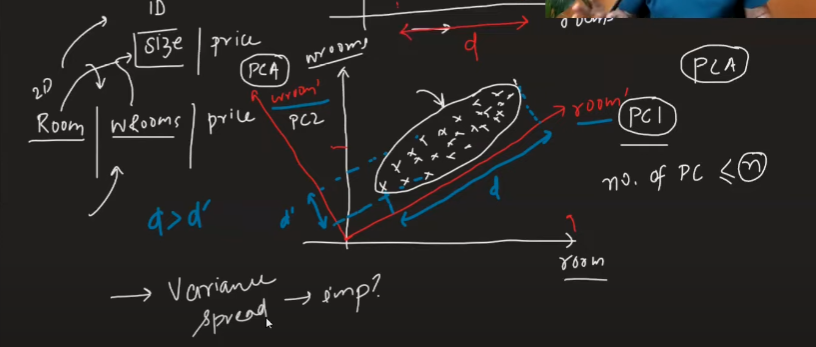 1D
size | price
2D
Room | wRooms | price
d
wrooms
PCA
wroom'
PC2
room'
PC1
PCA
no. of PC ≤ n
d > d'
d'
d
room
→ Variance → imp?
spread